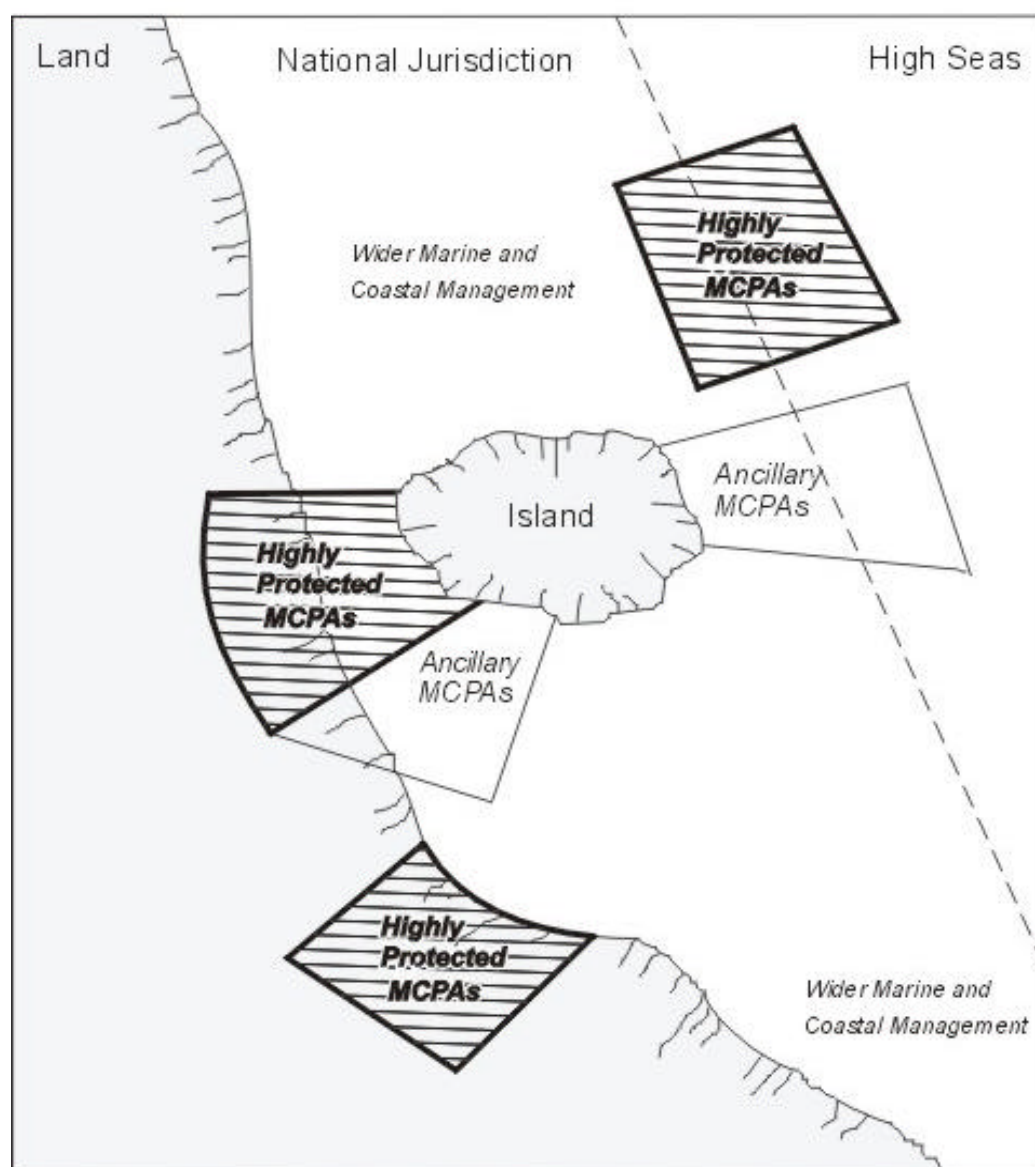 Land
National Jurisdiction
High Seas
Highly
Protected
MCPAs
Wider Marine and
Coastal Management
Ancillary
MCPAs
Island
Highly
Protected
MCPAs
Ancillary
MCPAs
Highly
Protected
MCPAs
Wider Marine and
Coastal Management